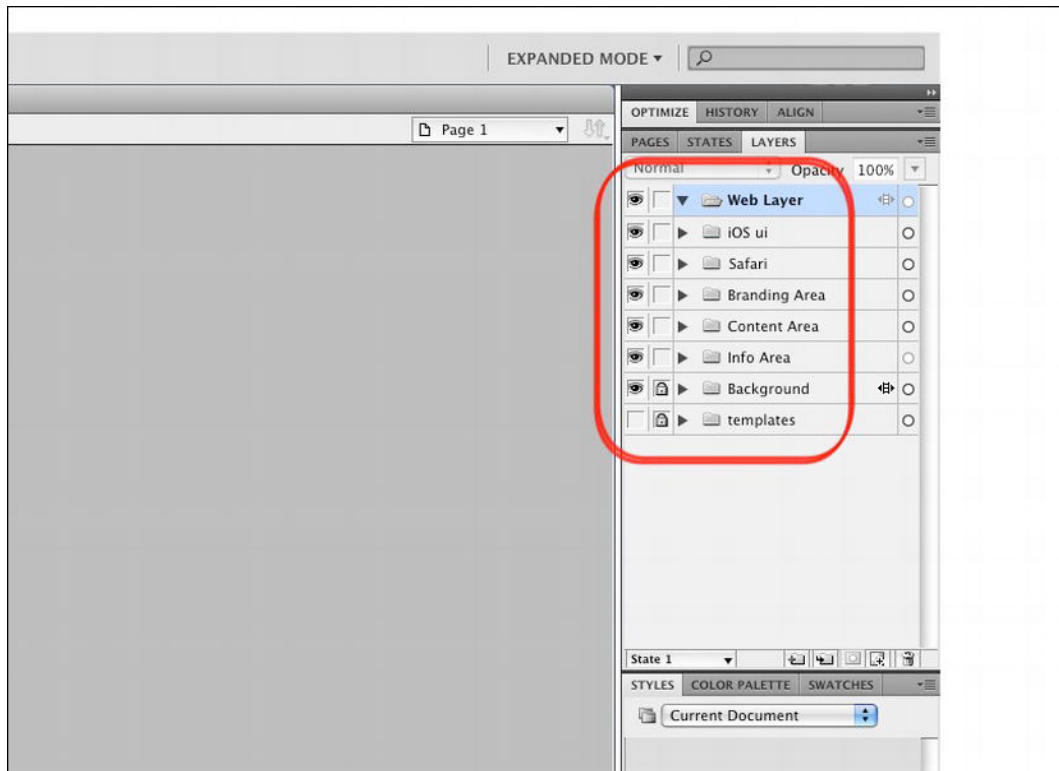 EXPANDED MODE
OPTIMIZE HISTORY ALIGN
Page 1
PAGES STATES LAYERS
Normal Opacity 100%
Web Layer
iOS ui
Safari
Branding Area
Content Area
Info Area
Background
templates
State 1
STYLES COLOR PALETTE SWATCHES
Current Document